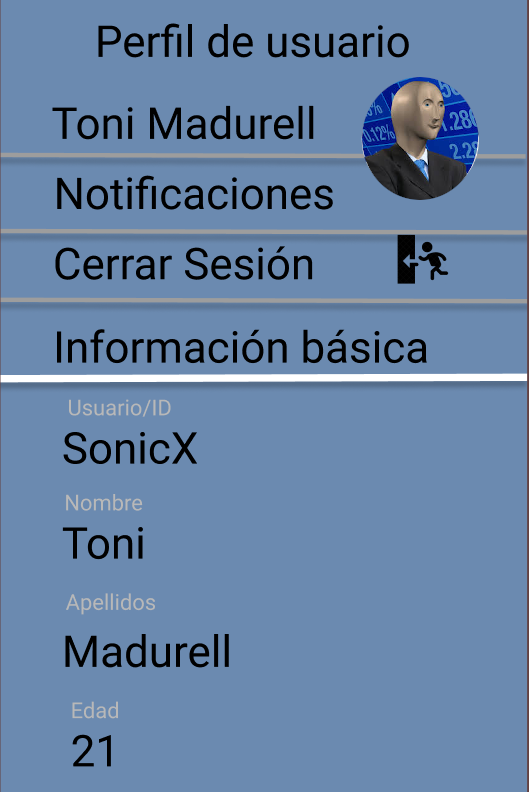 Perfil de usuario
Toni Madurell
Notificaciones
Cerrar Sesión
Información básica
Usuario/ID
SonicX
Nombre
Toni
Apellidos
Madurell
Edad
21